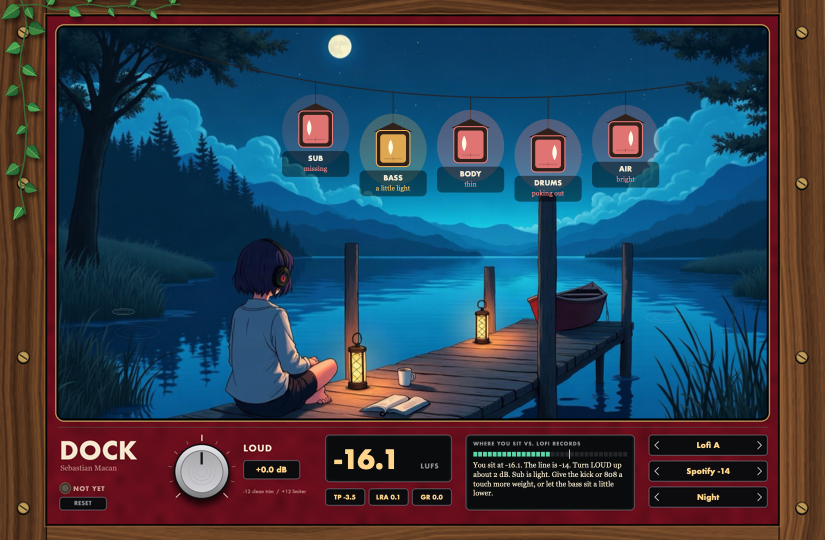 SUB
missing
BASS
a little light
BODY
thin
DRUMS
poking out
AIR
bright
DOCK
Sebastian Macan
NOT YET
RESET
LOUD
+0.0 dB
-12 clean trim / +12 limiter
-16.1 LUFS
TP -3.5
LRA 0.1
GR 0.0
WHERE YOU SIT VS. LOFI RECORDS
You sit at -16.1. The line is -14. Turn LOUD up
about 2 dB. Sub is light. Give the kick or 808 a
touch more weight, or let the bass sit a little
lower.
Lofi A
Spotify -14
Night